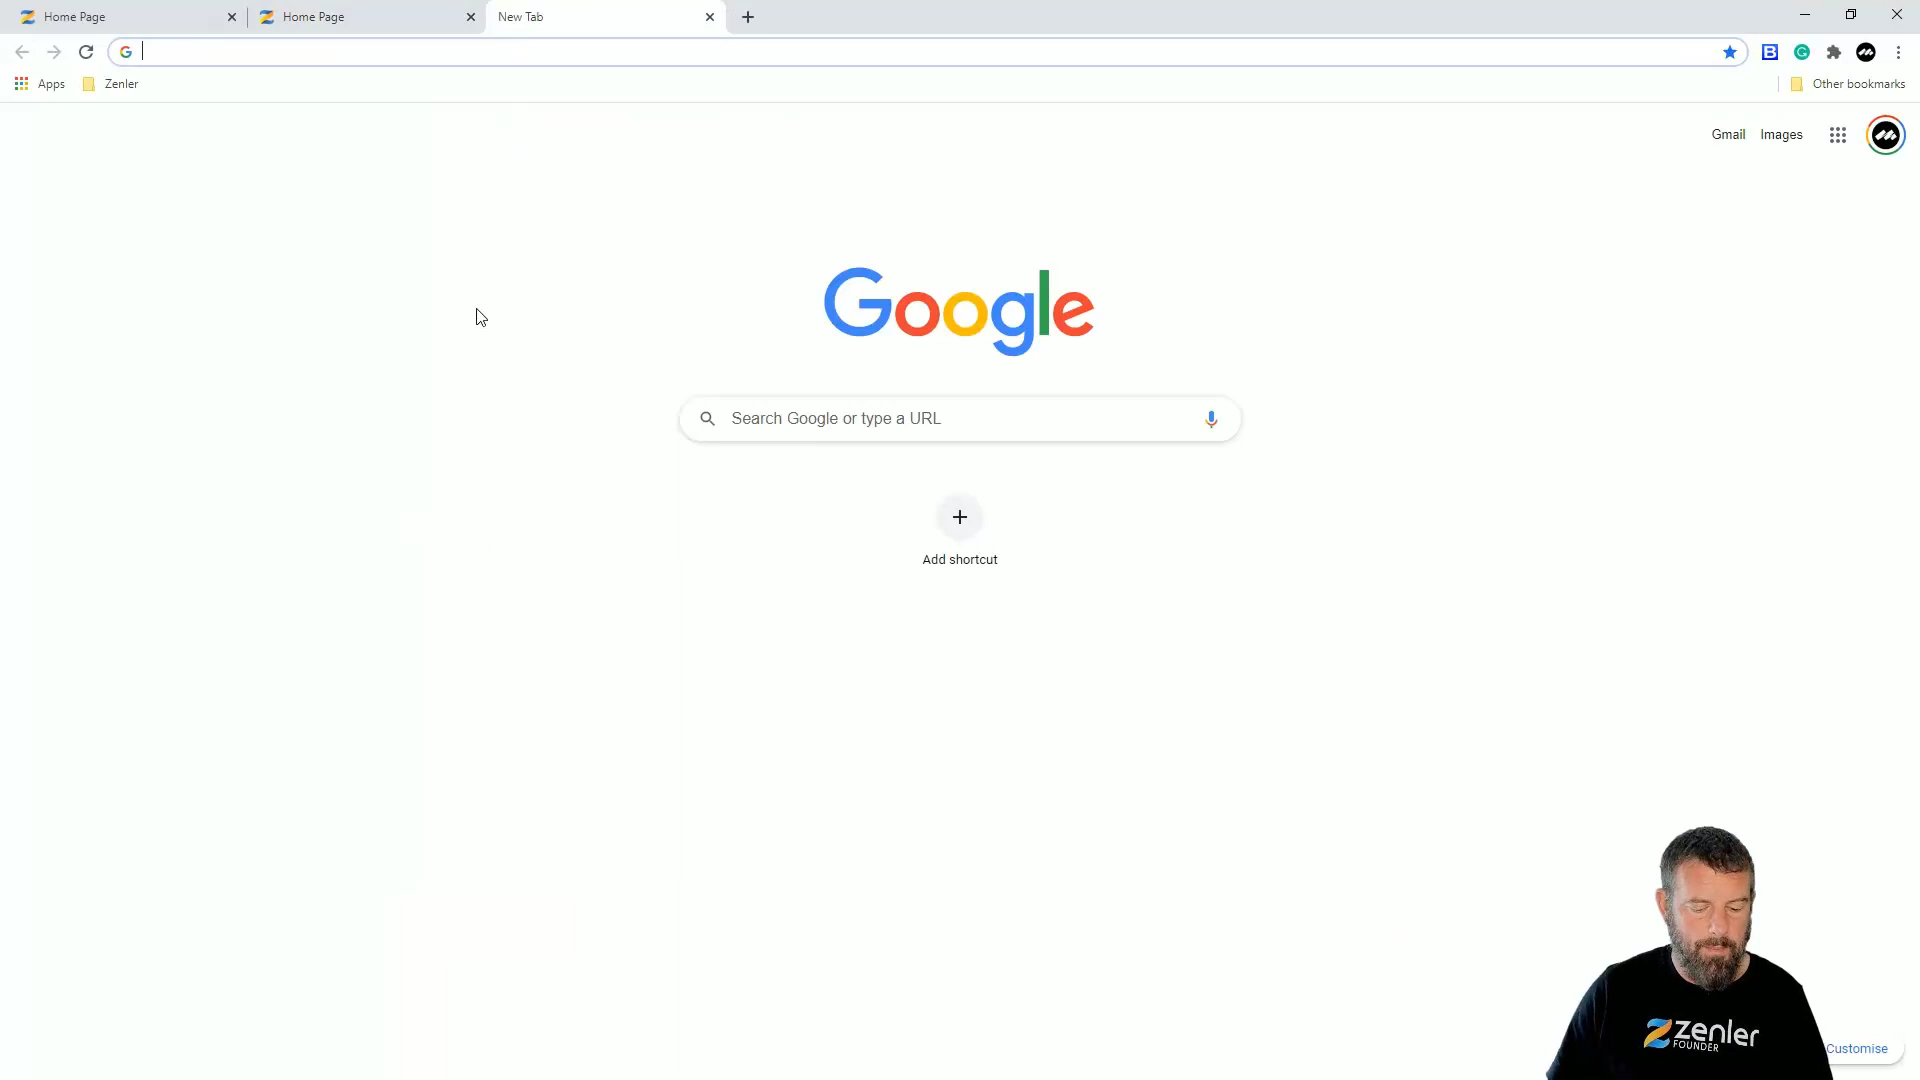 Home Page
Home Page
New Tab
Apps
Zenler
Other bookmarks
Gmail
Images
Google
Search Google or type a URL
Add shortcut
zenler
FOUNDER
Customise